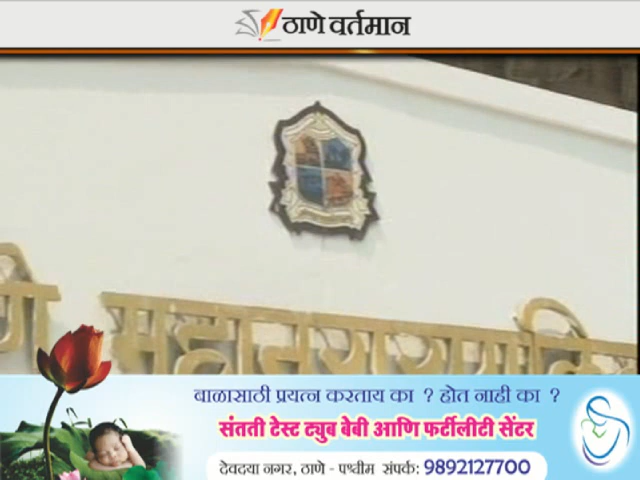 ठाणे वर्तमान
बाळासाठी प्रयत्न करताय का ? होत नाही का ?
संतती टेस्ट ट्युब बेबी आणि फर्टीलीटी सेंटर
देवदया नगर, ठाणे - पश्चीम संपर्क: 9892127700